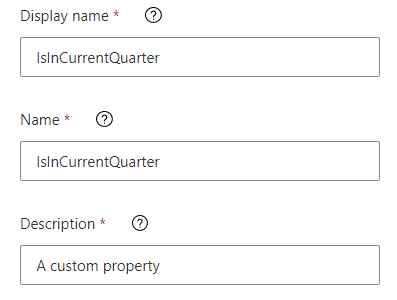 Display name *
IsInCurrentQuarter
Name *
IsInCurrentQuarter
Description *
A custom property